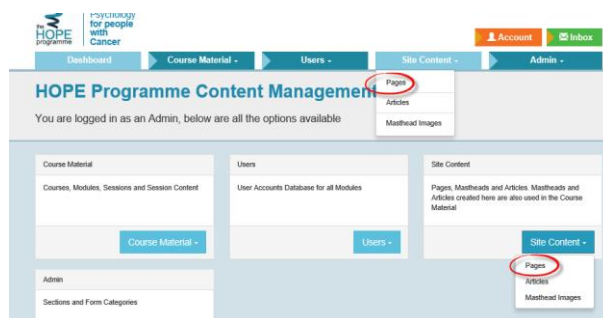 the
HOPE
programme
Psychology
for people
with
Cancer
Account
Inbox
Dashboard
Course Material -
Users -
Site Content -
Admin -
Pages
Articles
Masthead Images
HOPE Programme Content Management
You are logged in as an Admin, below are all the options available
Course Material
Courses, Modules, Sessions and Session Content
Course Material -
Users
User Accounts Database for all Modules
Users -
Site Content
Pages, Mastheads and Articles. Mastheads and
Articles created here are also used in the Course
Material
Site Content -
Pages
Articles
Masthead Images
Admin
Sections and Form Categories